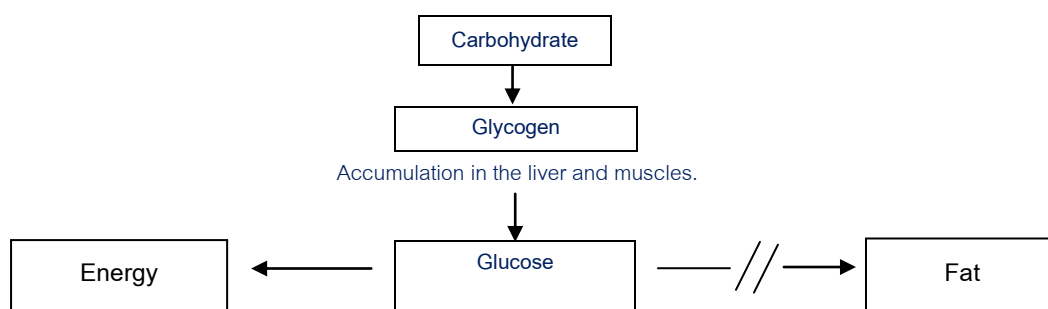 Carbohydrate
Glycogen
Accumulation in the liver and muscles.
Energy
Glucose
Fat